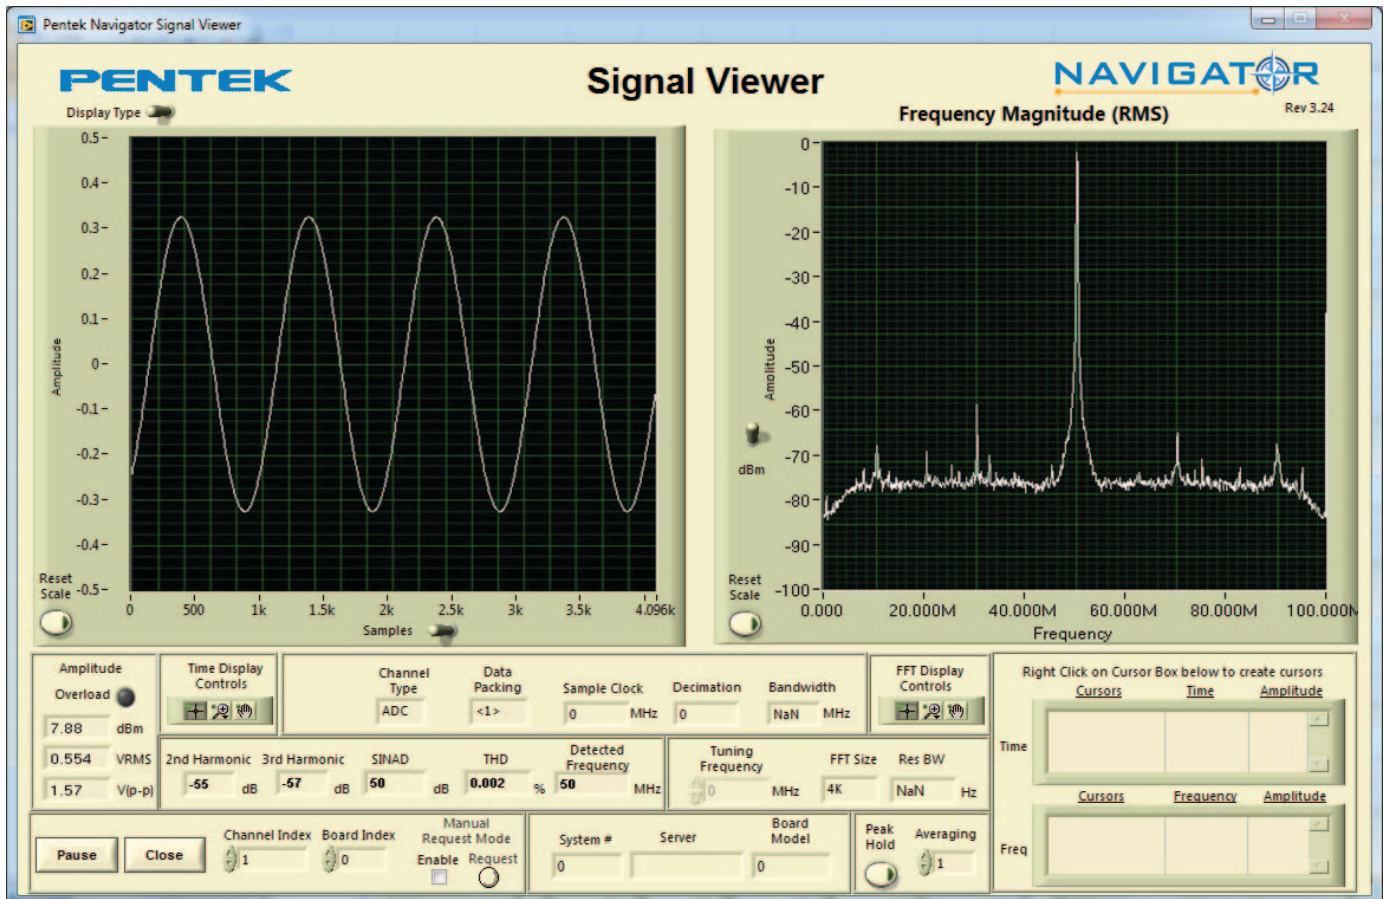 Pentek Navigator Signal Viewer
PENTEK
Signal Viewer
NAVIGATOR
Display Type
Frequency Magnitude (RMS)
Rev 3.24
0.5
0.4
0.3
0.2
0.1
0
-0.1
-0.2
-0.3
-0.4
-0.5
Amplitude
Reset
Scale
0 500 1k 1.5k 2k 2.5k 3k 3.5k 4.096k
Samples
0
-10
-20
-30
-40
-50
-60
-70
-80
-90
-100
Amplitude
dBm
Reset
Scale
0.000 20.000M 40.000M 60.000M 80.000M 100.000M
Frequency
Amplitude
Overload
7.88 dBm
0.554 VRMS
1.57 V(p-p)
Time Display
Controls
Channel
Type
ADC
Data
Packing
<1>
Sample Clock
0 MHz
Decimation
0
Bandwidth
NaN MHz
FFT Display
Controls
Right Click on Cursor Box below to create cursors
Cursors Time Amplitude
Time
Cursors Frequency Amplitude
Freq
2nd Harmonic
-55 dB
3rd Harmonic
-57 dB
SINAD
50 dB
THD
0.002 %
Detected
Frequency
50 MHz
Tuning
Frequency
0 MHz
FFT Size
4K
Res BW
NaN Hz
Pause
Close
Channel Index
1
Board Index
0
Manual
Request Mode
Enable Request
System #
0
Server
Board
Model
0
Peak
Hold
Averaging
1